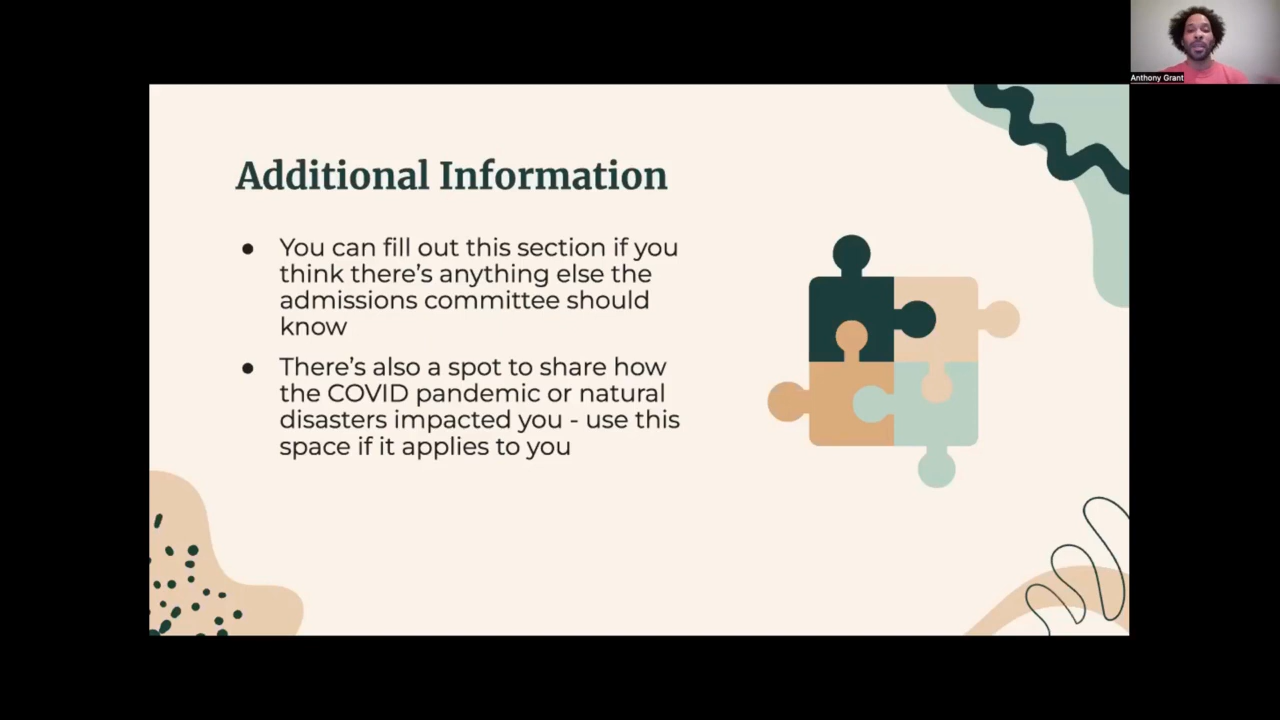 Anthony Grant
Additional Information
● You can fill out this section if you
think there’s anything else the
admissions committee should
know
● There’s also a spot to share how
the COVID pandemic or natural
disasters impacted you - use this
space if it applies to you